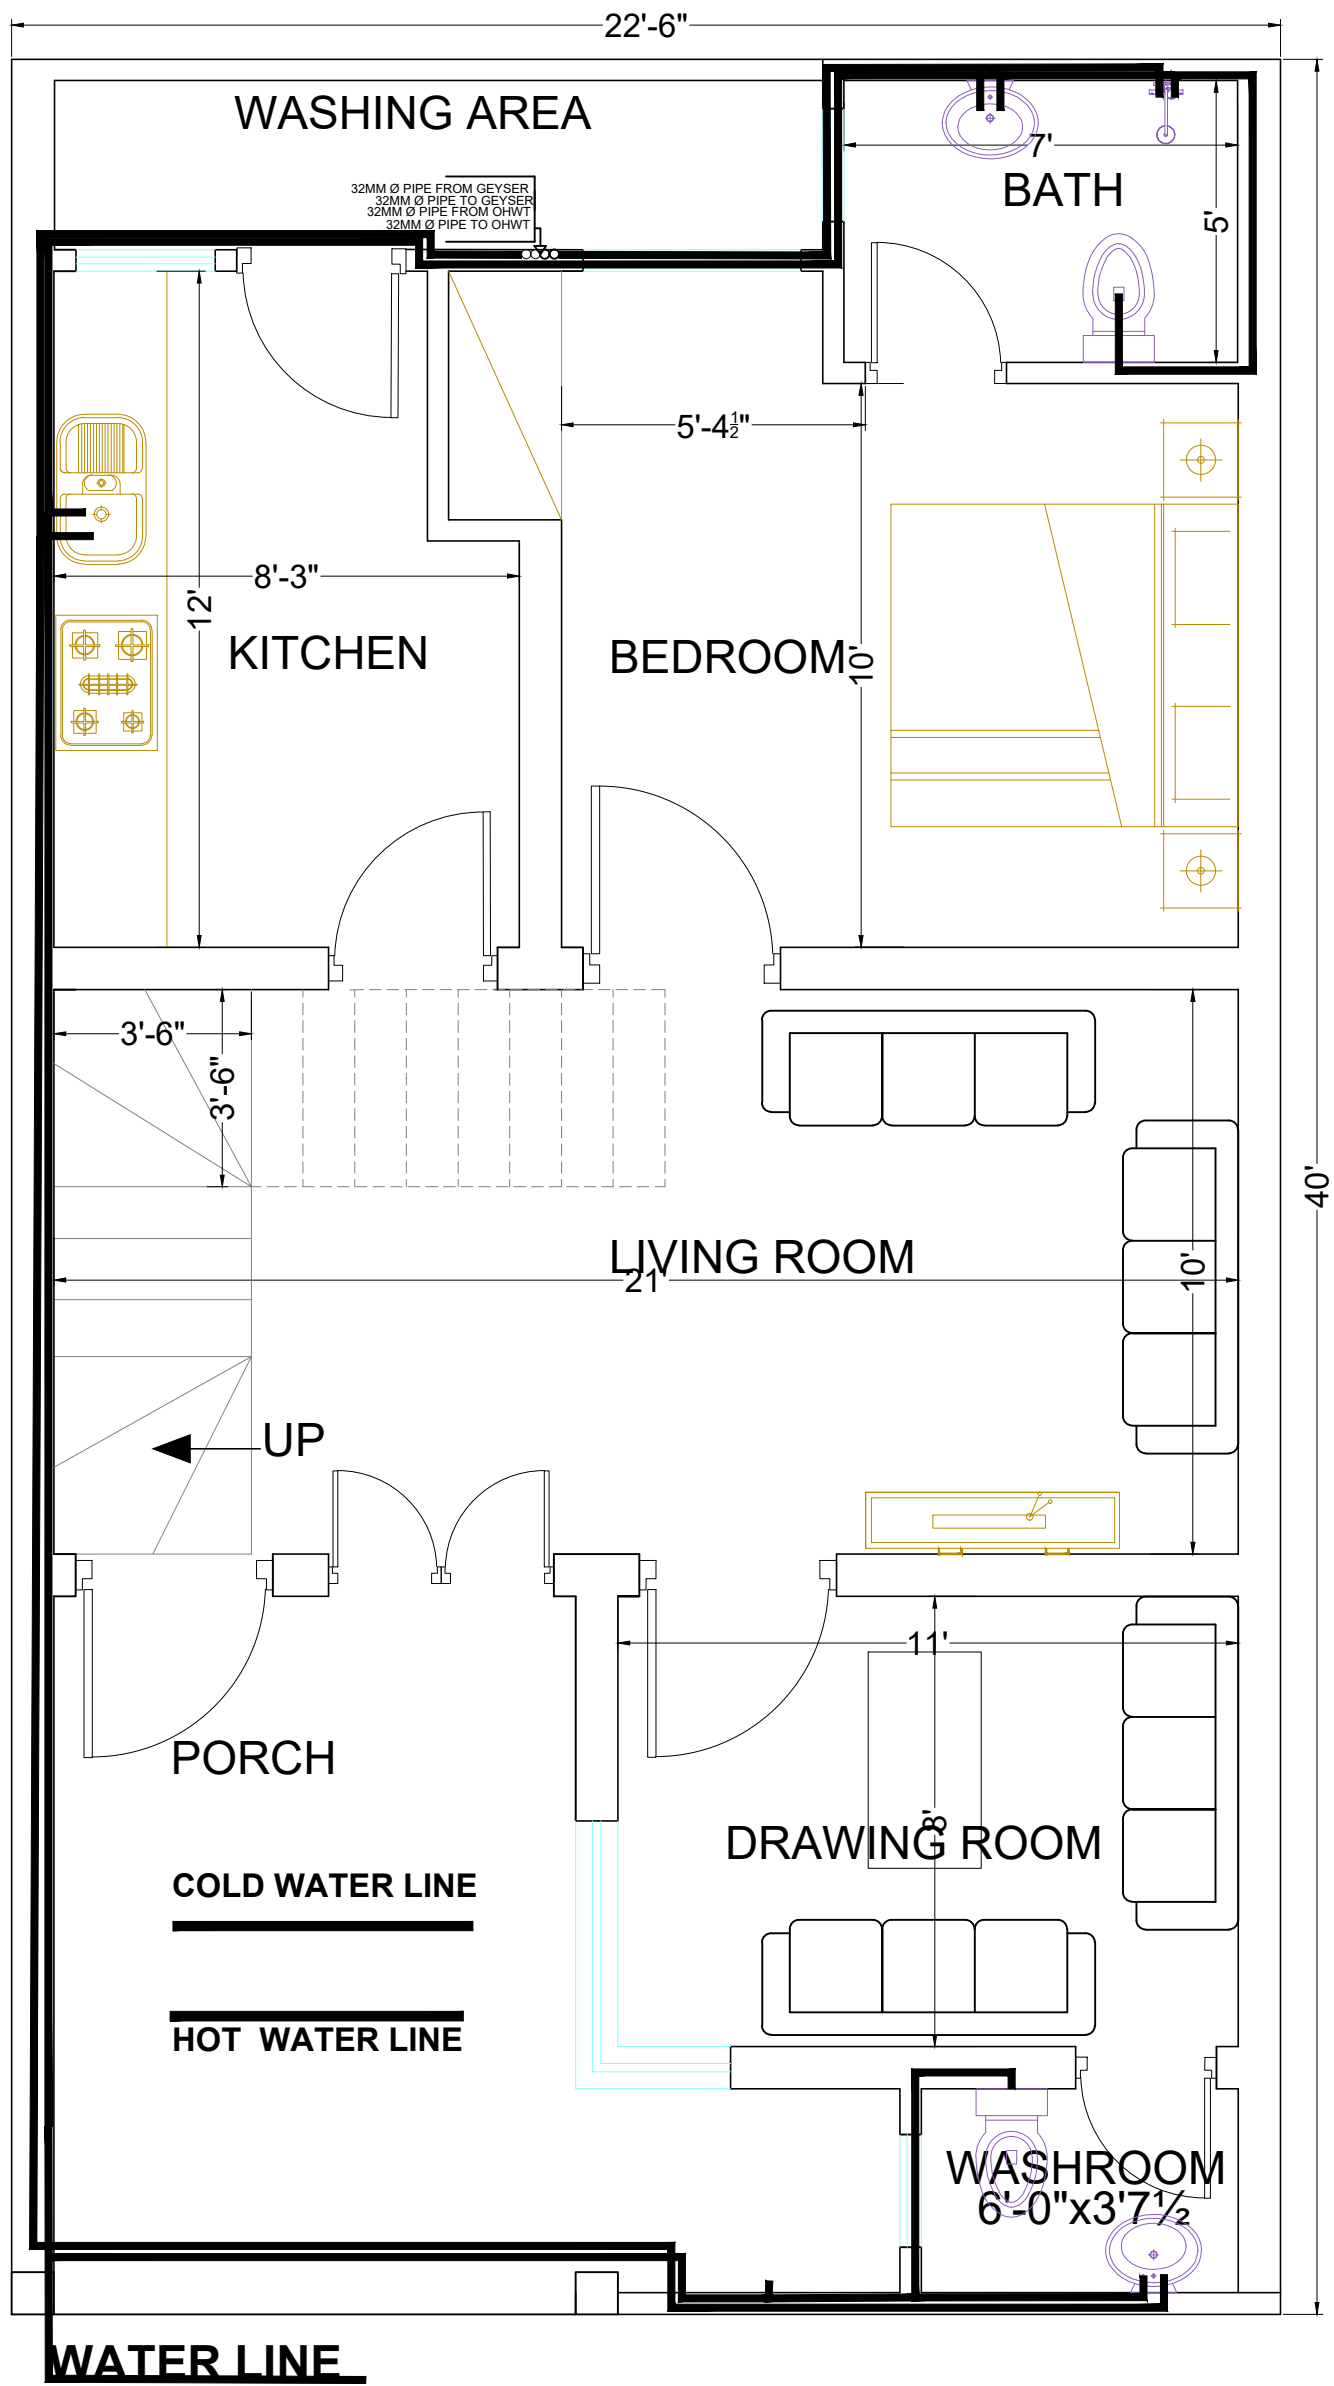 22'-6"
WASHING AREA
7'
BATH
5'
32MM Ø PIPE FROM GEYSER
32MM Ø PIPE TO GEYSER
32MM Ø PIPE FROM OHWT
32MM Ø PIPE TO OHWT
5'-4½"
8'-3"
12'
KITCHEN
BEDROOM
10'
3'-6"
3'-6"
40'
LIVING ROOM
21'
10'
UP
11'
PORCH
8'
DRAWING ROOM
COLD WATER LINE
HOT WATER LINE
WASHROOM
6'-0"x3'7½
WATER LINE